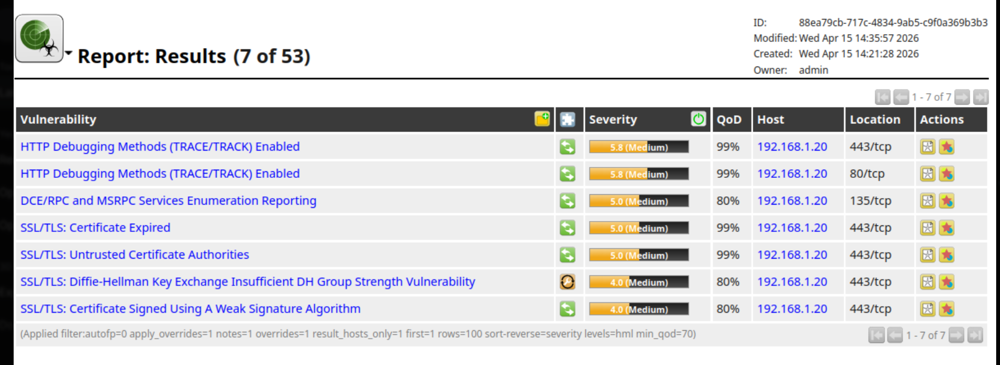 ID: 88ea79cb-717c-4834-9ab5-c9f0a369b3b3
Modified: Wed Apr 15 14:35:57 2026
Created: Wed Apr 15 14:21:28 2026
Owner: admin
Report: Results (7 of 53)
1 - 7 of 7
Vulnerability Severity QoD Host Location Actions
HTTP Debugging Methods (TRACE/TRACK) Enabled 5.8 (Medium) 99% 192.168.1.20 443/tcp
HTTP Debugging Methods (TRACE/TRACK) Enabled 5.8 (Medium) 99% 192.168.1.20 80/tcp
DCE/RPC and MSRPC Services Enumeration Reporting 5.0 (Medium) 80% 192.168.1.20 135/tcp
SSL/TLS: Certificate Expired 5.0 (Medium) 99% 192.168.1.20 443/tcp
SSL/TLS: Untrusted Certificate Authorities 5.0 (Medium) 99% 192.168.1.20 443/tcp
SSL/TLS: Diffie-Hellman Key Exchange Insufficient DH Group Strength Vulnerability 4.0 (Medium) 80% 192.168.1.20 443/tcp
SSL/TLS: Certificate Signed Using A Weak Signature Algorithm 4.0 (Medium) 80% 192.168.1.20 443/tcp
(Applied filter:autofp=0 apply_overrides=1 notes=1 overrides=1 result_hosts_only=1 first=1 rows=100 sort-reverse=severity levels=hml min_qod=70) 1 - 7 of 7